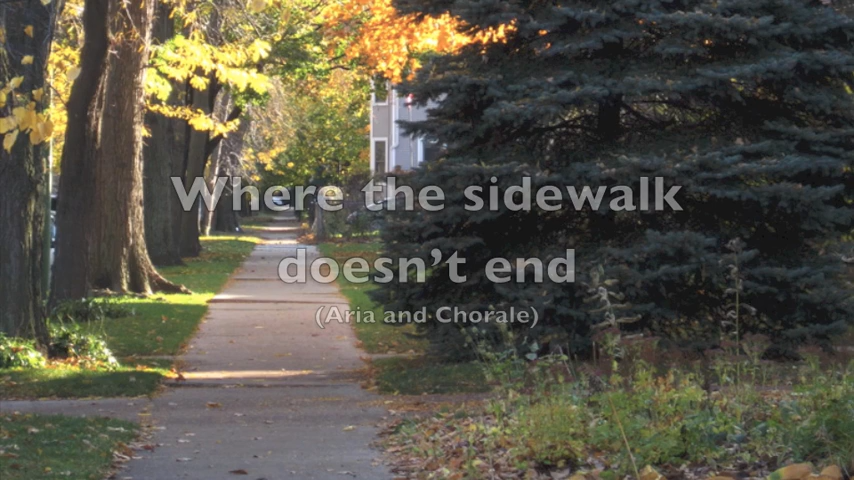 Where the sidewalk
doesn't end
(Aria and Chorale)